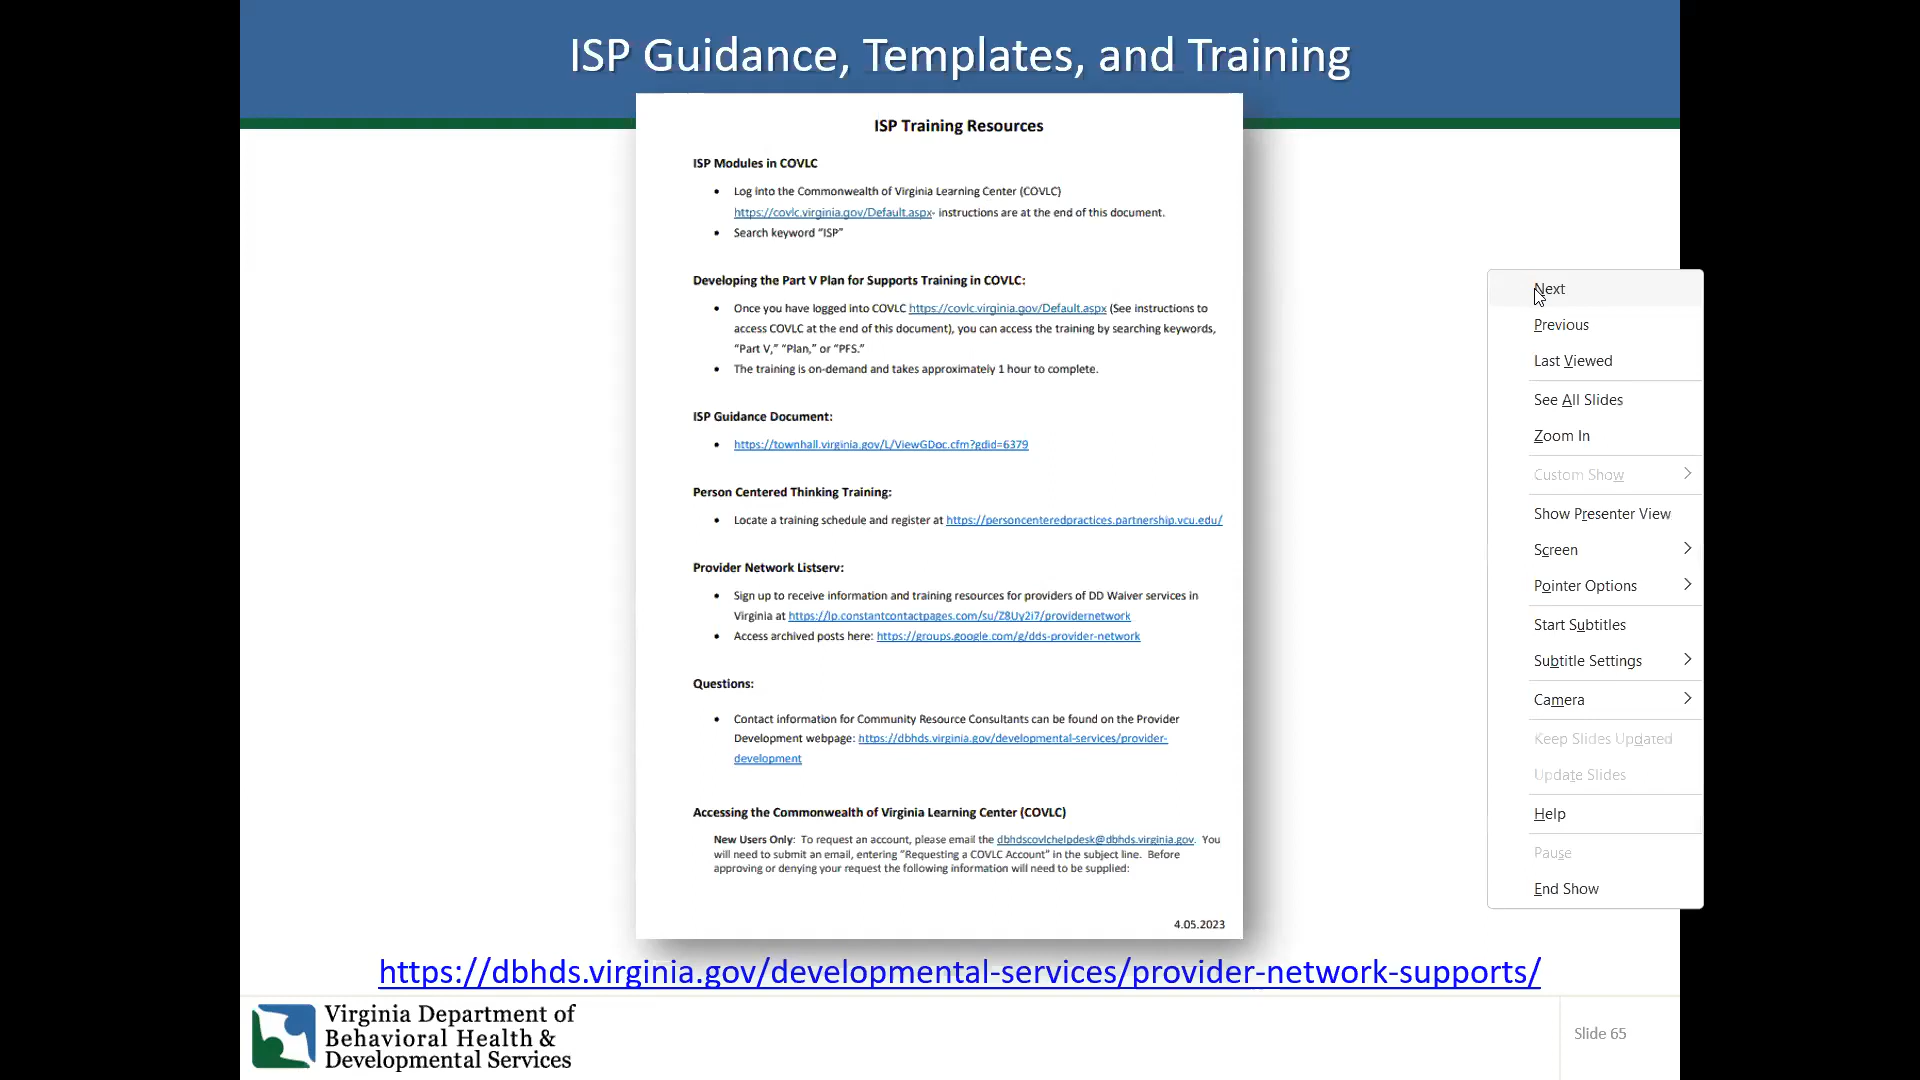 ISP Guidance, Templates, and Training
ISP Training Resources
ISP Modules in COVLC
• Log into the Commonwealth of Virginia Learning Center (COVLC)
https://covlc.virginia.gov/Default.aspx- instructions are at the end of this document.
• Search keyword “ISP”
Developing the Part V Plan for Supports Training in COVLC:
• Once you have logged into COVLC https://covlc.virginia.gov/Default.aspx (See instructions to
access COVLC at the end of this document), you can access the training by searching keywords,
“Part V,” “Plan,” or “PFS.”
• The training is on-demand and takes approximately 1 hour to complete.
ISP Guidance Document:
• https://townhall.virginia.gov/L/ViewGDoc.cfm?gdid=6379
Person Centered Thinking Training:
• Locate a training schedule and register at https://personcenteredpractices.partnership.vcu.edu/
Provider Network Listserv:
• Sign up to receive information and training resources for providers of DD Waiver services in
Virginia at https://lp.constantcontactpages.com/su/Z8Uy2i7/providernetwork
• Access archived posts here: https://groups.google.com/g/dds-provider-network
Questions:
• Contact information for Community Resource Consultants can be found on the Provider
Development webpage: https://dbhds.virginia.gov/developmental-services/provider-
development
Accessing the Commonwealth of Virginia Learning Center (COVLC)
New Users Only: To request an account, please email the dbhdscovlchelpdesk@dbhds.virginia.gov. You
will need to submit an email, entering “Requesting a COVLC Account” in the subject line. Before
approving or denying your request the following information will need to be supplied:
4.05.2023
https://dbhds.virginia.gov/developmental-services/provider-network-supports/
Virginia Department of
Behavioral Health &
Developmental Services
Slide 65
Next
Previous
Last Viewed
See All Slides
Zoom In
Custom Show
Show Presenter View
Screen
Pointer Options
Start Subtitles
Subtitle Settings
Camera
Keep Slides Updated
Update Slides
Help
Pause
End Show